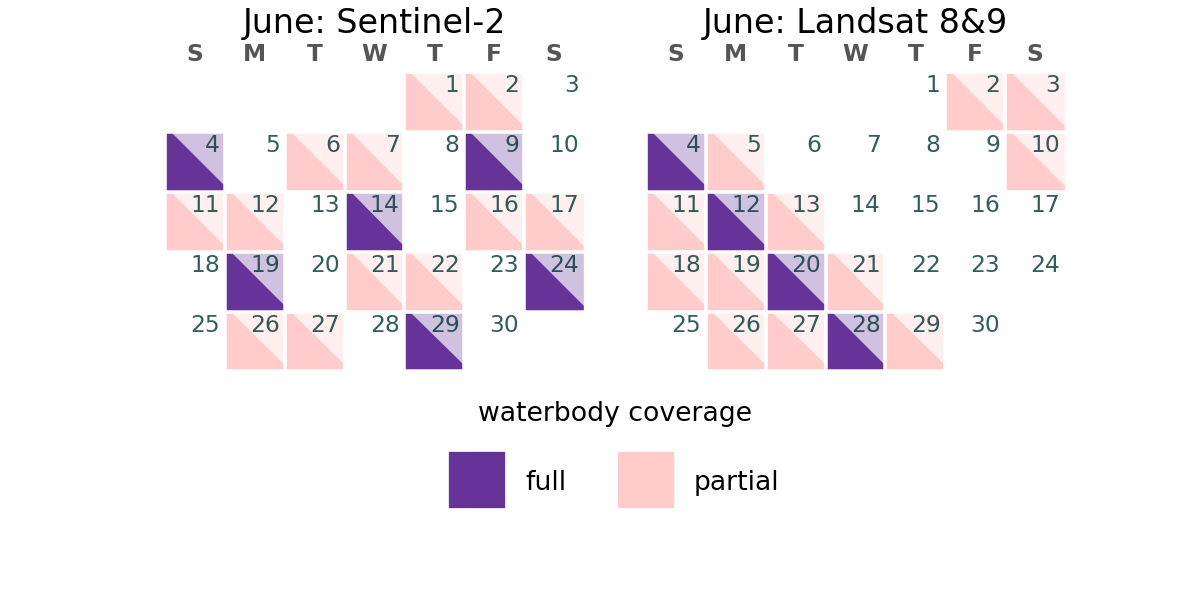 June: Sentinel-2
S M T W T F S
1 2 3
4 5 6 7 8 9 10
11 12 13 14 15 16 17
18 19 20 21 22 23 24
25 26 27 28 29 30
June: Landsat 8&9
S M T W T F S
1 2 3
4 5 6 7 8 9 10
11 12 13 14 15 16 17
18 19 20 21 22 23 24
25 26 27 28 29 30
waterbody coverage
full partial